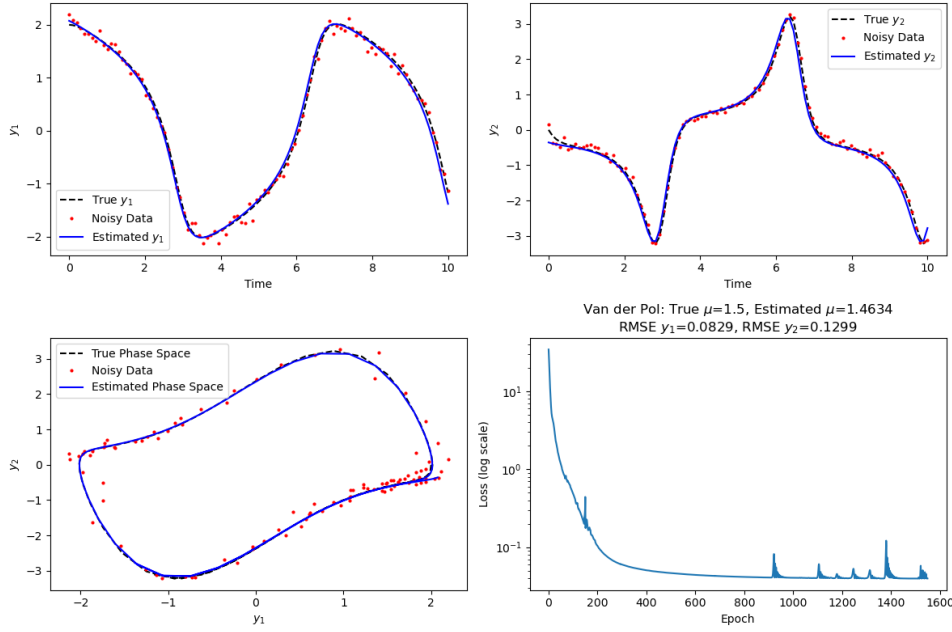 2
1
0
−1
−2
y₁
0
2
4
6
8
10
Time
True y₁
Noisy Data
Estimated y₁
3
2
1
0
−1
−2
−3
y₂
0
2
4
6
8
10
Time
True y₂
Noisy Data
Estimated y₂
3
2
1
0
−1
−2
−3
y₂
−2
−1
0
1
2
y₁
True Phase Space
Noisy Data
Estimated Phase Space
Van der Pol: True μ=1.5, Estimated μ=1.4634
RMSE y₁=0.0829, RMSE y₂=0.1299
10¹
10⁰
10⁻¹
Loss (log scale)
0
200
400
600
800
1000
1200
1400
1600
Epoch